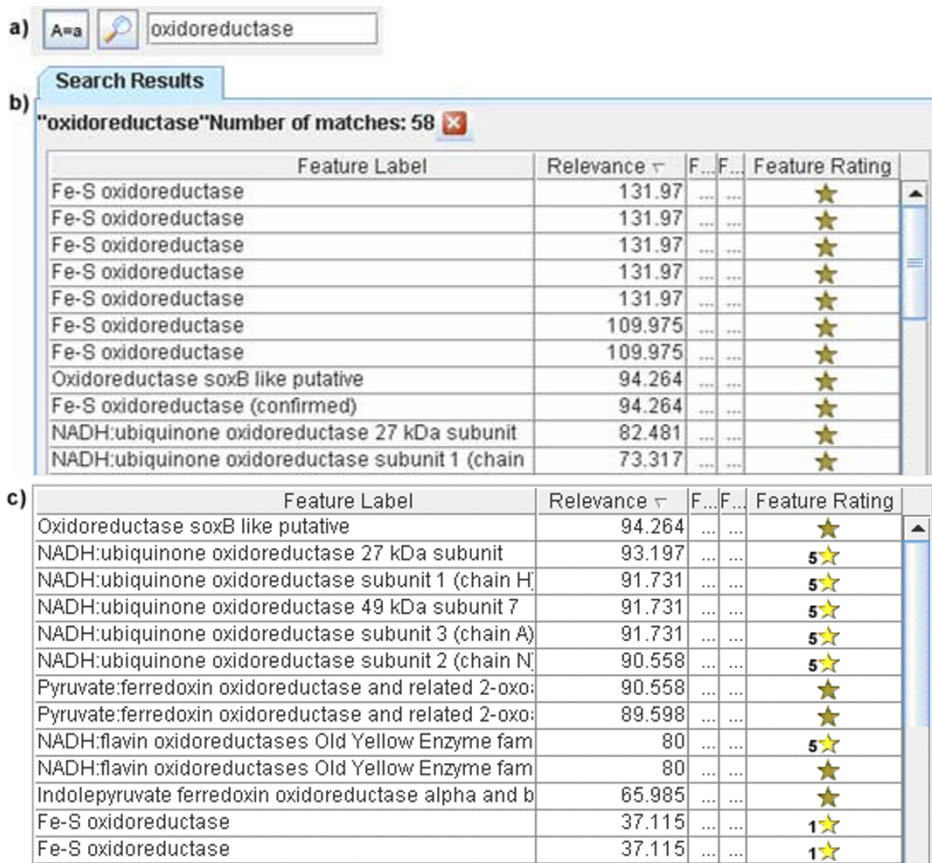 a) A=a oxidoreductase
b) Search Results
"oxidoreductase"Number of matches: 58
Feature Label Relevance F... F... Feature Rating
Fe-S oxidoreductase 131.97 ... ...
Fe-S oxidoreductase 131.97 ... ...
Fe-S oxidoreductase 131.97 ... ...
Fe-S oxidoreductase 131.97 ... ...
Fe-S oxidoreductase 131.97 ... ...
Fe-S oxidoreductase 109.975 ... ...
Fe-S oxidoreductase 109.975 ... ...
Oxidoreductase soxB like putative 94.264 ... ...
Fe-S oxidoreductase (confirmed) 94.264 ... ...
NADH:ubiquinone oxidoreductase 27 kDa subunit 82.481 ... ...
NADH:ubiquinone oxidoreductase subunit 1 (chain 73.317 ... ...
c) Feature Label Relevance F... F... Feature Rating
Oxidoreductase soxB like putative 94.264 ... ...
NADH:ubiquinone oxidoreductase 27 kDa subunit 93.197 ... ... 5
NADH:ubiquinone oxidoreductase subunit 1 (chain H) 91.731 ... ... 5
NADH:ubiquinone oxidoreductase 49 kDa subunit 7 91.731 ... ... 5
NADH:ubiquinone oxidoreductase subunit 3 (chain A) 91.731 ... ... 5
NADH:ubiquinone oxidoreductase subunit 2 (chain N) 90.558 ... ... 5
Pyruvate:ferredoxin oxidoreductase and related 2-oxo 90.558 ... ...
Pyruvate:ferredoxin oxidoreductase and related 2-oxo 89.598 ... ...
NADH:flavin oxidoreductases Old Yellow Enzyme fam 80 ... ... 5
NADH:flavin oxidoreductases Old Yellow Enzyme fam 80 ... ...
Indolepyruvate ferredoxin oxidoreductase alpha and b 65.985 ... ...
Fe-S oxidoreductase 37.115 ... ... 1
Fe-S oxidoreductase 37.115 ... ... 1